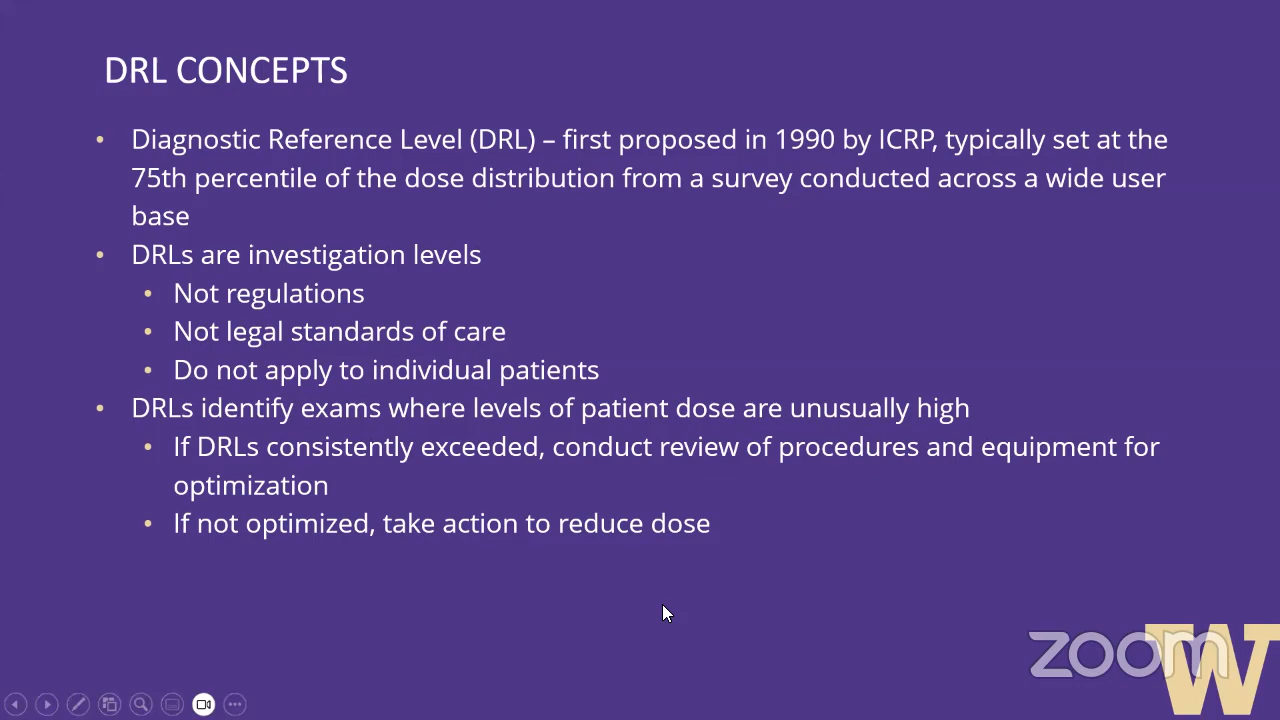 DRL CONCEPTS
• Diagnostic Reference Level (DRL) – first proposed in 1990 by ICRP, typically set at the
75th percentile of the dose distribution from a survey conducted across a wide user
base
• DRLs are investigation levels
• Not regulations
• Not legal standards of care
• Do not apply to individual patients
• DRLs identify exams where levels of patient dose are unusually high
• If DRLs consistently exceeded, conduct review of procedures and equipment for
optimization
• If not optimized, take action to reduce dose
zoom
W